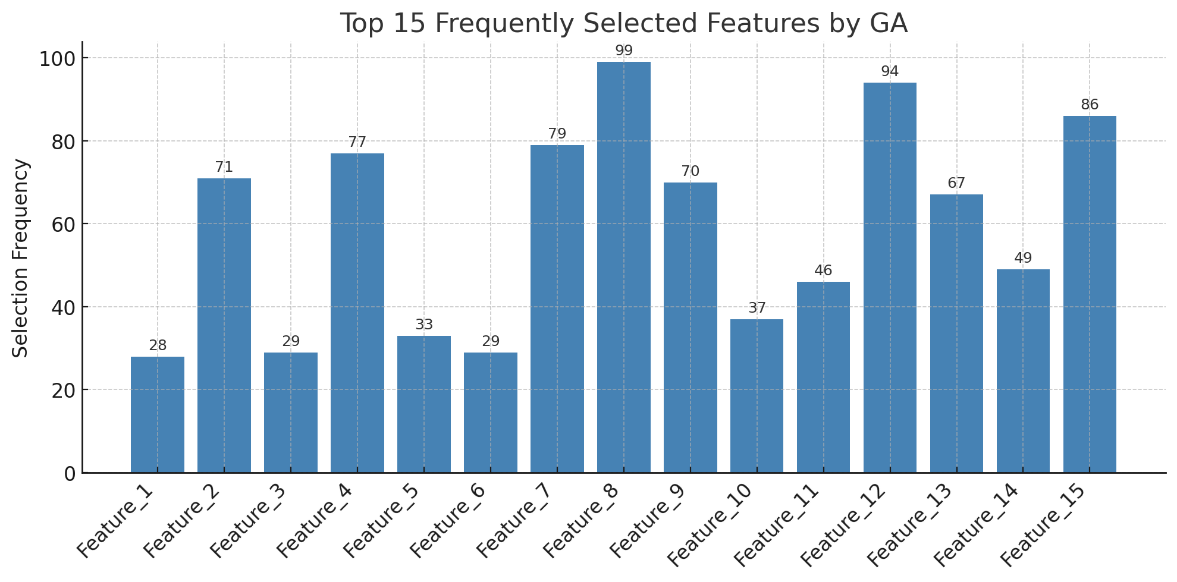 Top 15 Frequently Selected Features by GA
Selection Frequency
100
80
60
40
20
0
28
71
29
77
33
29
79
99
70
37
46
94
67
49
86
Feature_1
Feature_2
Feature_3
Feature_4
Feature_5
Feature_6
Feature_7
Feature_8
Feature_9
Feature_10
Feature_11
Feature_12
Feature_13
Feature_14
Feature_15